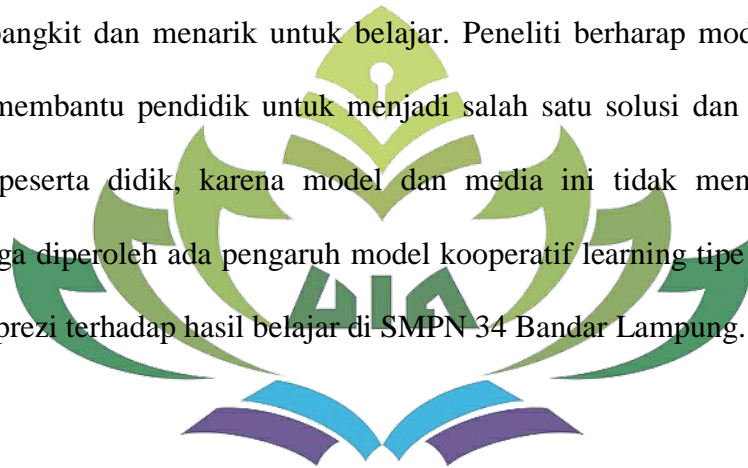 bangkit dan menarik untuk belajar. Peneliti berharap mod
membantu pendidik untuk menjadi salah satu solusi dan
peserta didik, karena model dan media ini tidak men
ga diperoleh ada pengaruh model kooperatif learning tipe
prezi terhadap hasil belajar di SMPN 34 Bandar Lampung.
UIN